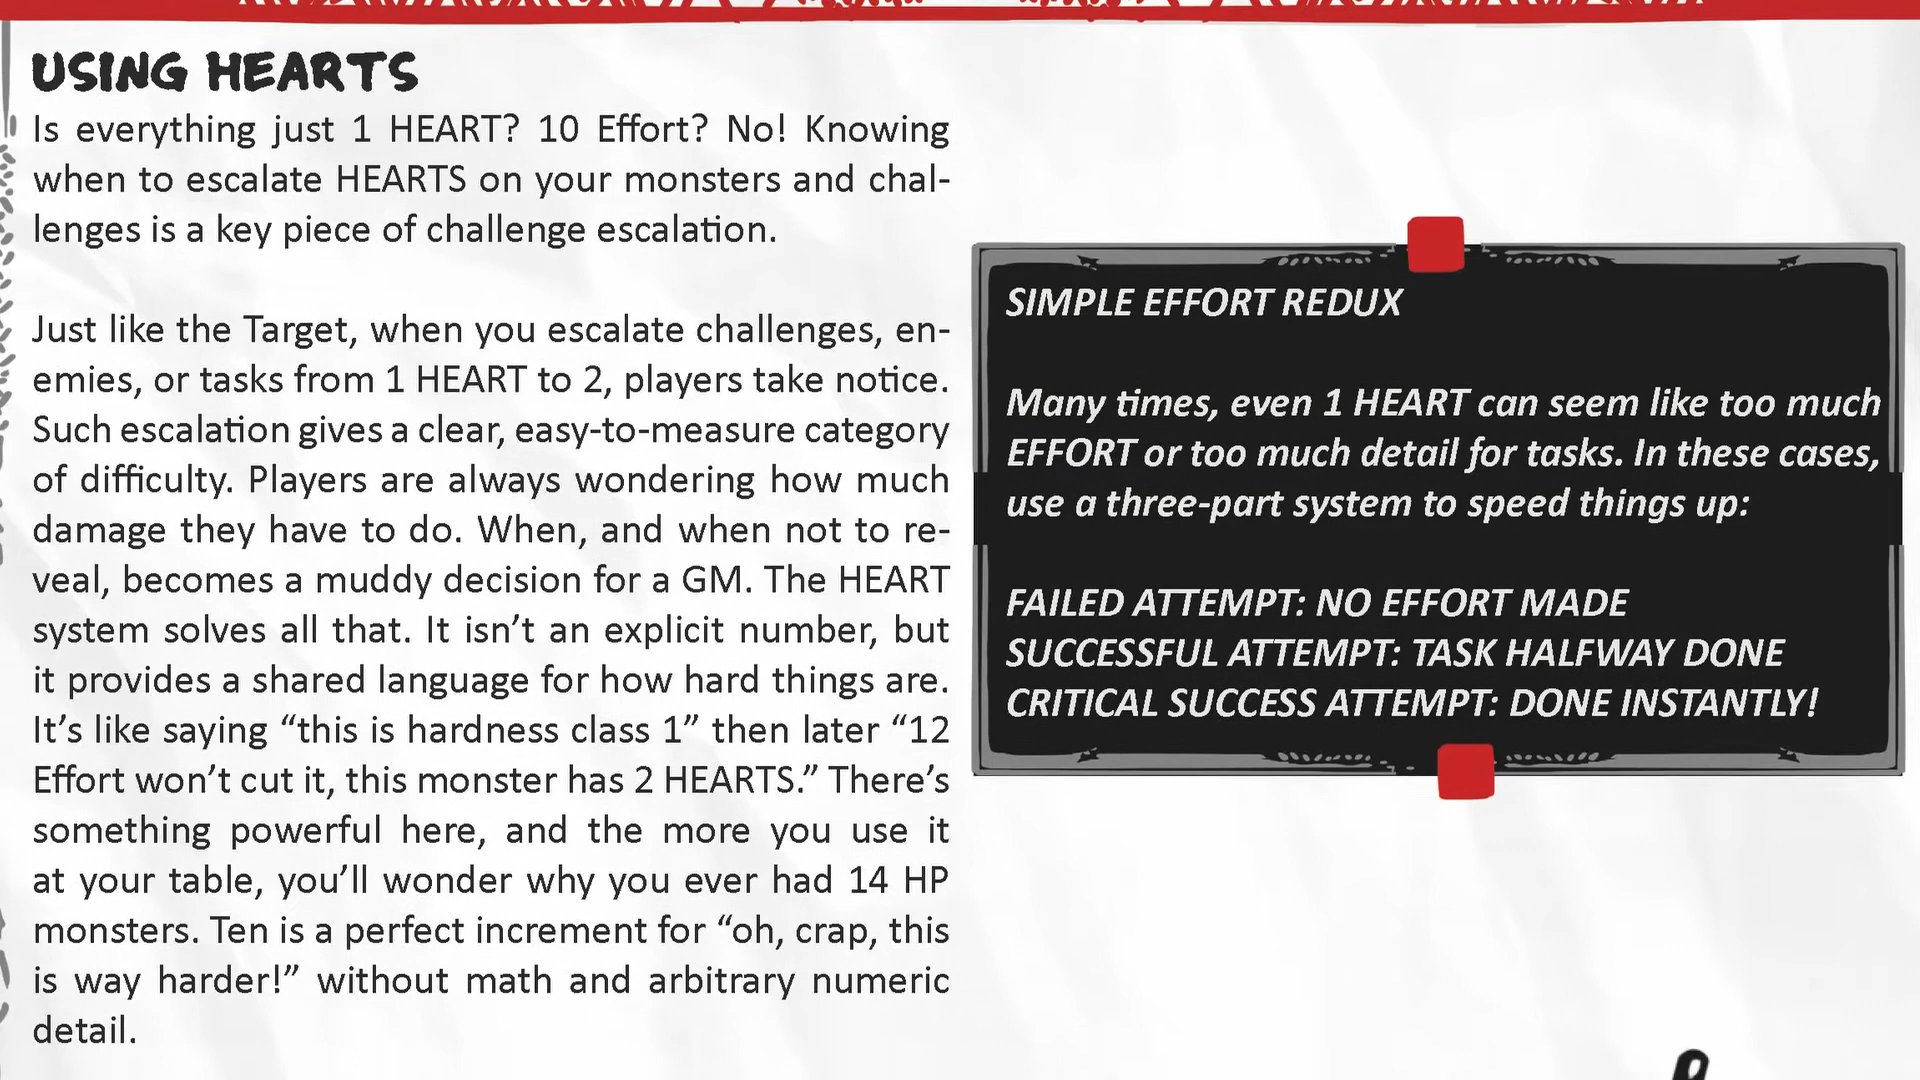 USING HEARTS
Is everything just 1 HEART? 10 Effort? No! Knowing
when to escalate HEARTS on your monsters and chal-
lenges is a key piece of challenge escalation.
Just like the Target, when you escalate challenges, en-
emies, or tasks from 1 HEART to 2, players take notice.
Such escalation gives a clear, easy-to-measure category
of difficulty. Players are always wondering how much
damage they have to do. When, and when not to re-
veal, becomes a muddy decision for a GM. The HEART
system solves all that. It isn’t an explicit number, but
it provides a shared language for how hard things are.
It’s like saying “this is hardness class 1” then later “12
Effort won’t cut it, this monster has 2 HEARTS.” There’s
something powerful here, and the more you use it
at your table, you’ll wonder why you ever had 14 HP
monsters. Ten is a perfect increment for “oh, crap, this
is way harder!” without math and arbitrary numeric
detail.
SIMPLE EFFORT REDUX
Many times, even 1 HEART can seem like too much
EFFORT or too much detail for tasks. In these cases,
use a three-part system to speed things up:
FAILED ATTEMPT: NO EFFORT MADE
SUCCESSFUL ATTEMPT: TASK HALFWAY DONE
CRITICAL SUCCESS ATTEMPT: DONE INSTANTLY!